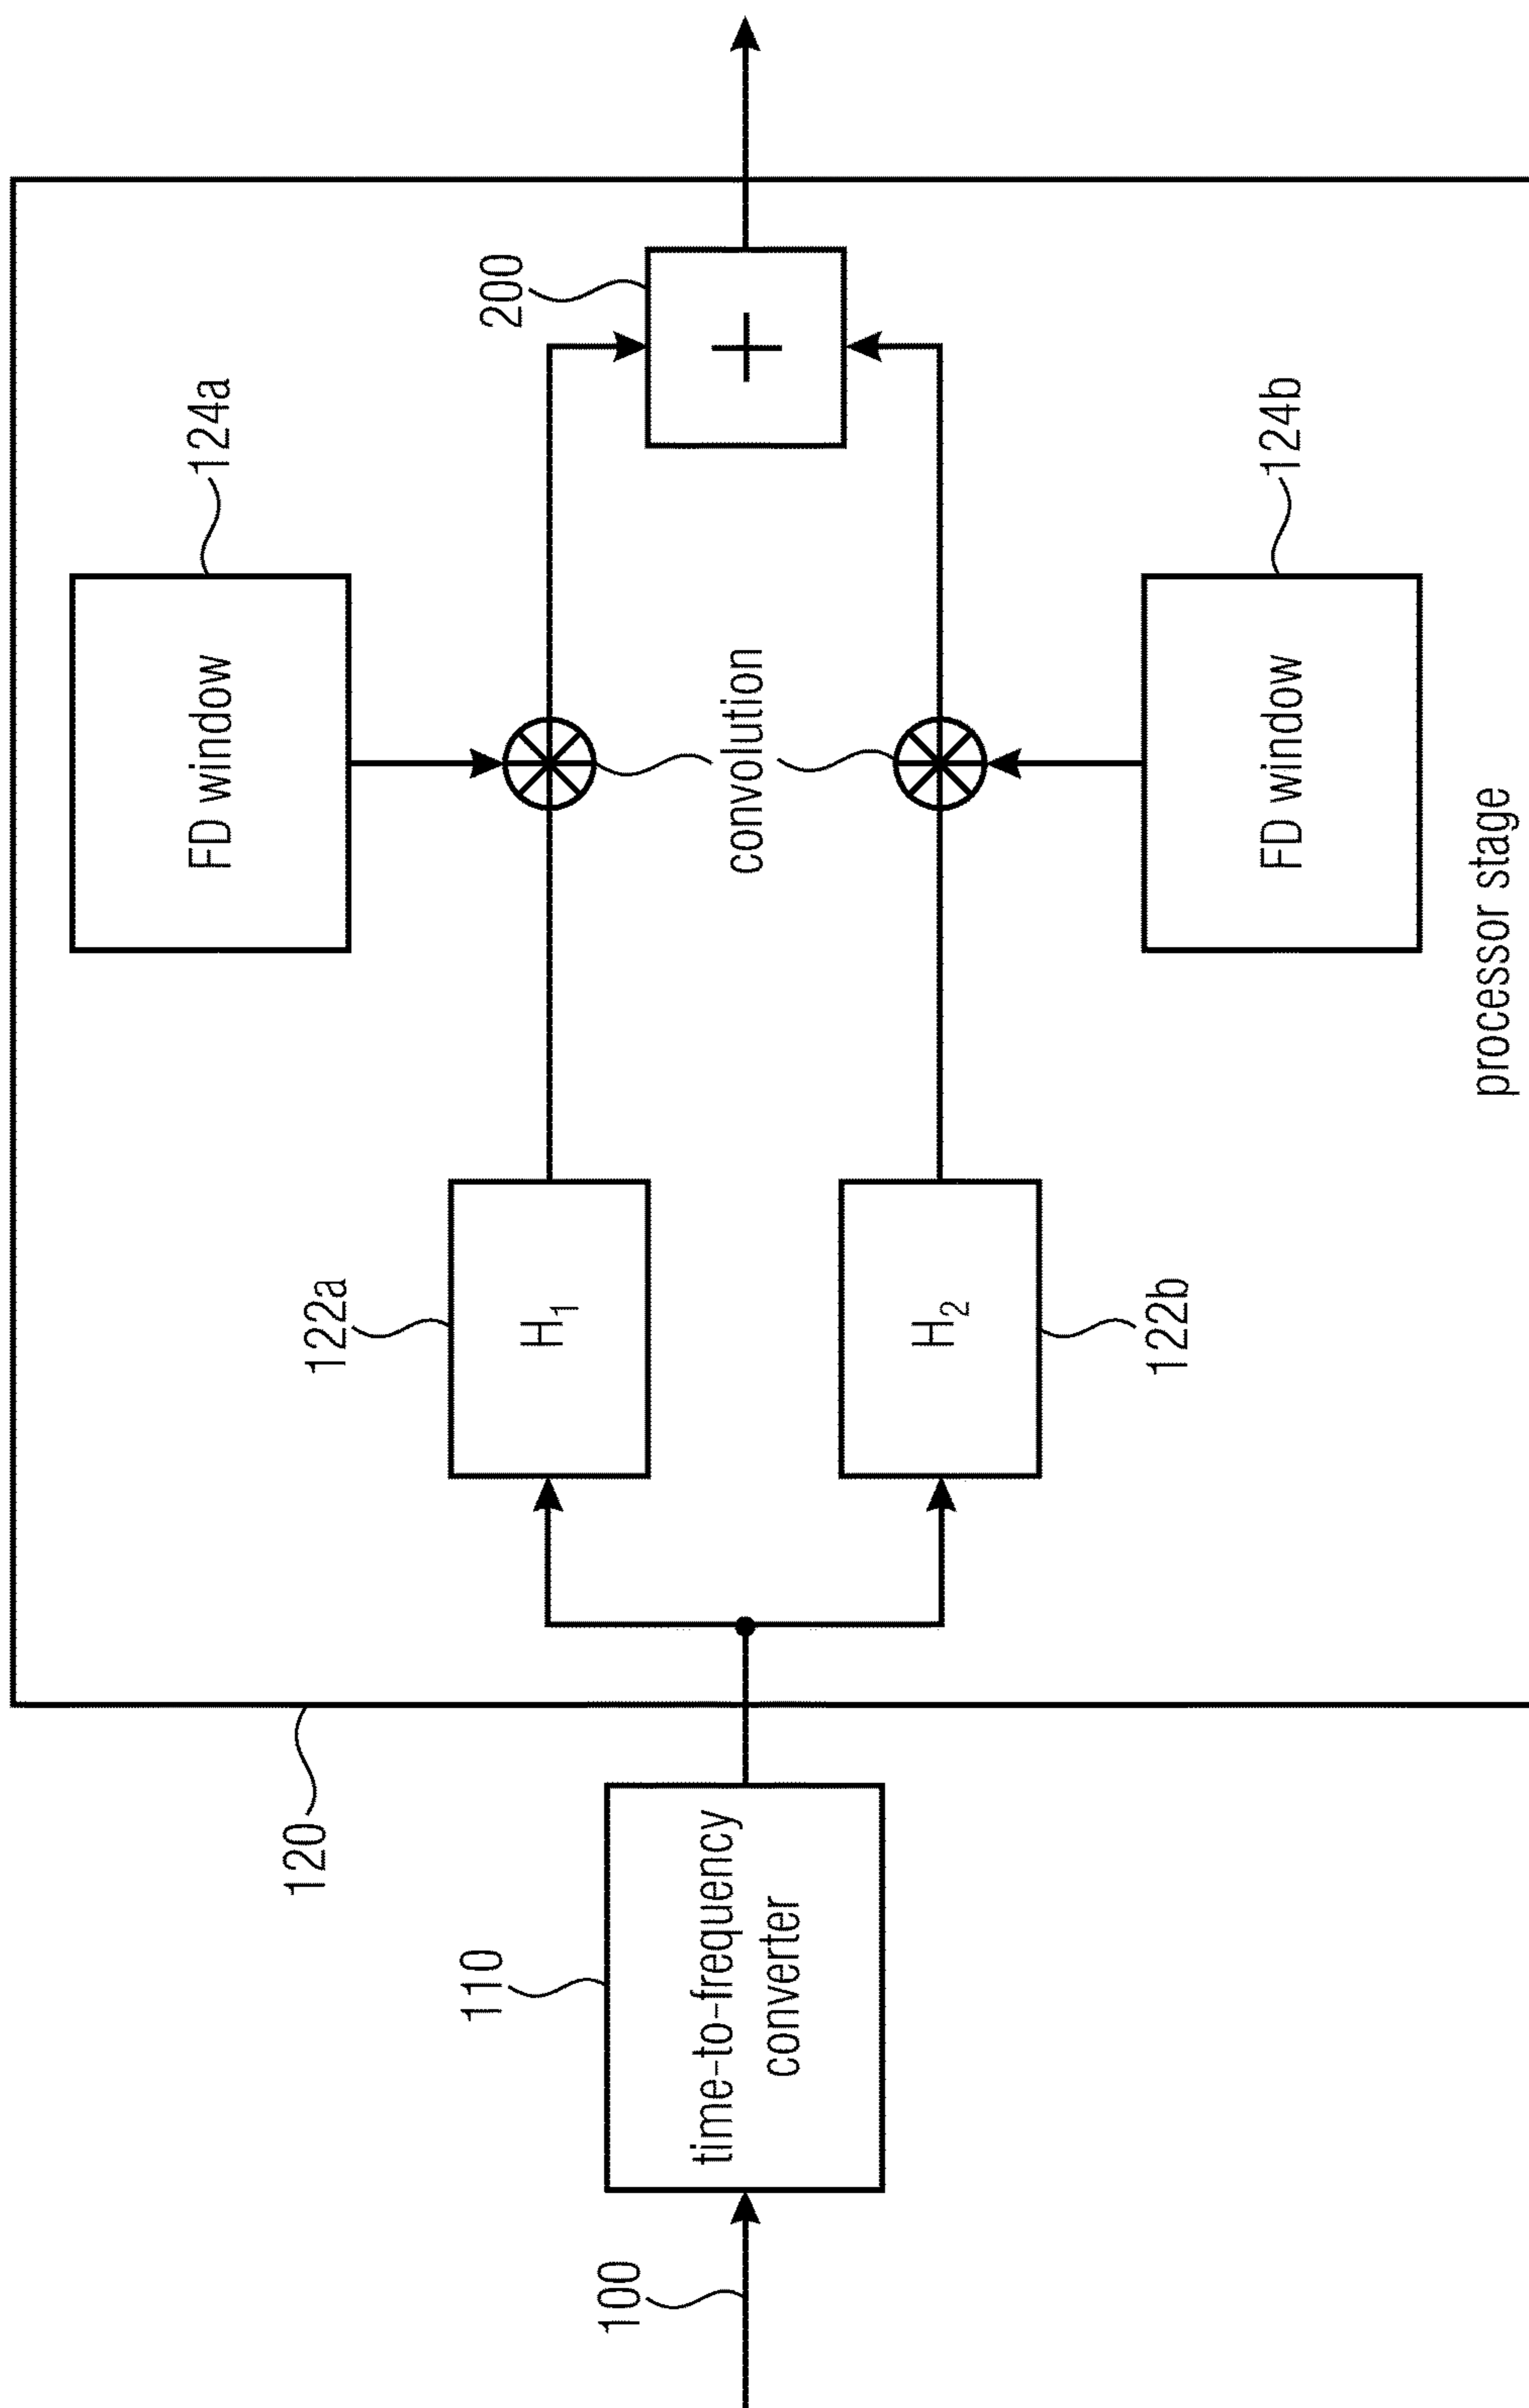 100
110
time-to-frequency
converter
120
122a
H1
122b
H2
FD window
124a
convolution
FD window
124b
200
+
processor stage